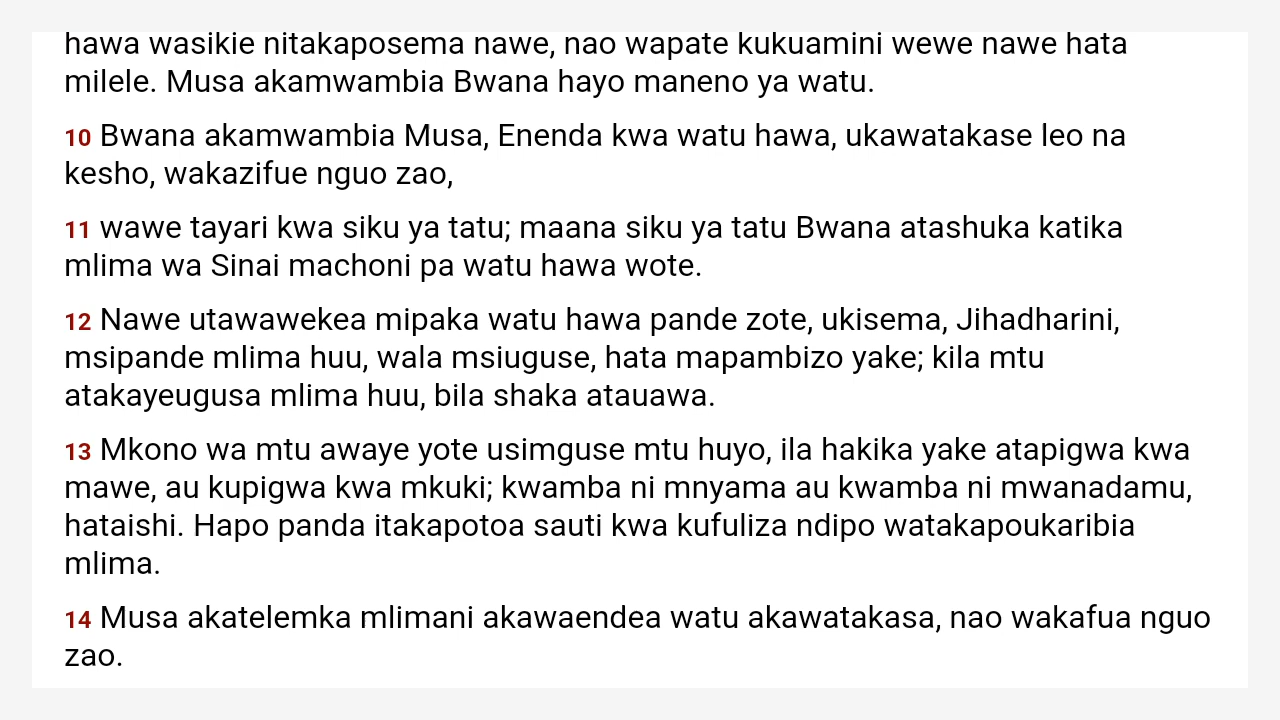 hawa wasikie nitakaposema nawe, nao wapate kukuamini wewe nawe hata
milele. Musa akamwambia Bwana hayo maneno ya watu.
10 Bwana akamwambia Musa, Enenda kwa watu hawa, ukawatakase leo na
kesho, wakazifue nguo zao,
11 wawe tayari kwa siku ya tatu; maana siku ya tatu Bwana atashuka katika
mlima wa Sinai machoni pa watu hawa wote.
12 Nawe utawawekea mipaka watu hawa pande zote, ukisema, Jihadharini,
msipande mlima huu, wala msiuguse, hata mapambizo yake; kila mtu
atakayeugusa mlima huu, bila shaka atauawa.
13 Mkono wa mtu awaye yote usimguse mtu huyo, ila hakika yake atapigwa kwa
mawe, au kupigwa kwa mkuki; kwamba ni mnyama au kwamba ni mwanadamu,
hataishi. Hapo panda itakapotoa sauti kwa kufuliza ndipo watakapoukaribia
mlima.
14 Musa akatelemka mlimani akawaendea watu akawatakasa, nao wakafua nguo
zao.